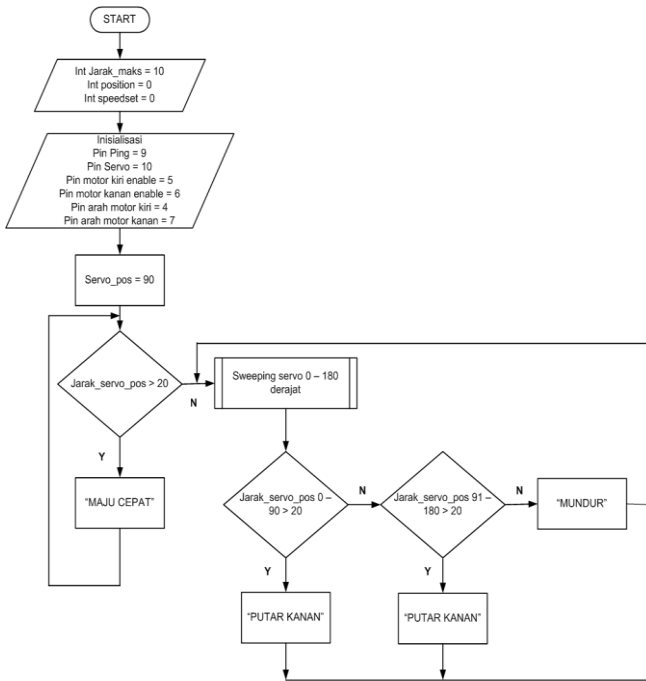 START
Int Jarak_maks = 10
Int position = 0
Int speedset = 0
Inisialisasi
Pin Ping = 9
Pin Servo = 10
Pin motor kiri enable = 5
Pin motor kanan enable = 6
Pin arah motor kiri = 4
Pin arah motor kanan = 7
Servo_pos = 90
Jarak_servo_pos > 20
N
Sweeping servo 0 – 180
derajat
Y
“MAJU CEPAT”
Jarak_servo_pos 0 –
90 > 20
N
Jarak_servo_pos 91 –
180 > 20
N
“MUNDUR”
Y
Y
“PUTAR KANAN”
“PUTAR KANAN”